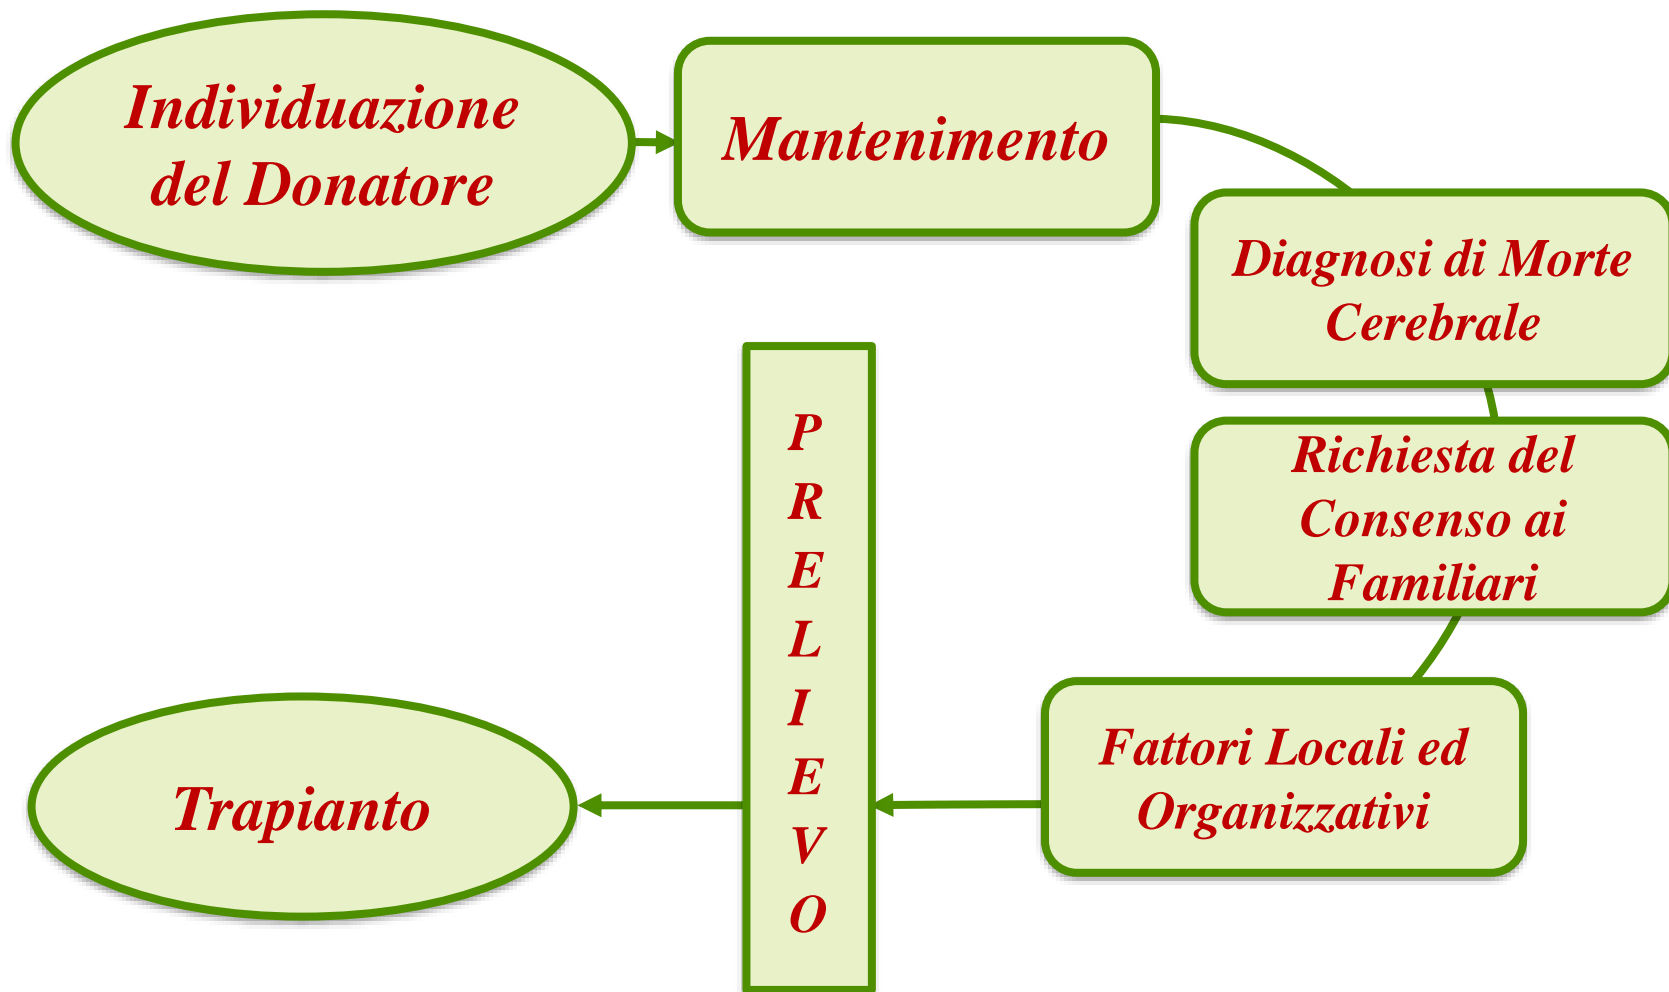 Individuazione
del Donatore
Mantenimento
Diagnosi di Morte
Cerebrale
Richiesta del
Consenso ai
Familiari
Fattori Locali ed
Organizzativi
P
R
E
L
I
E
V
O
Trapianto